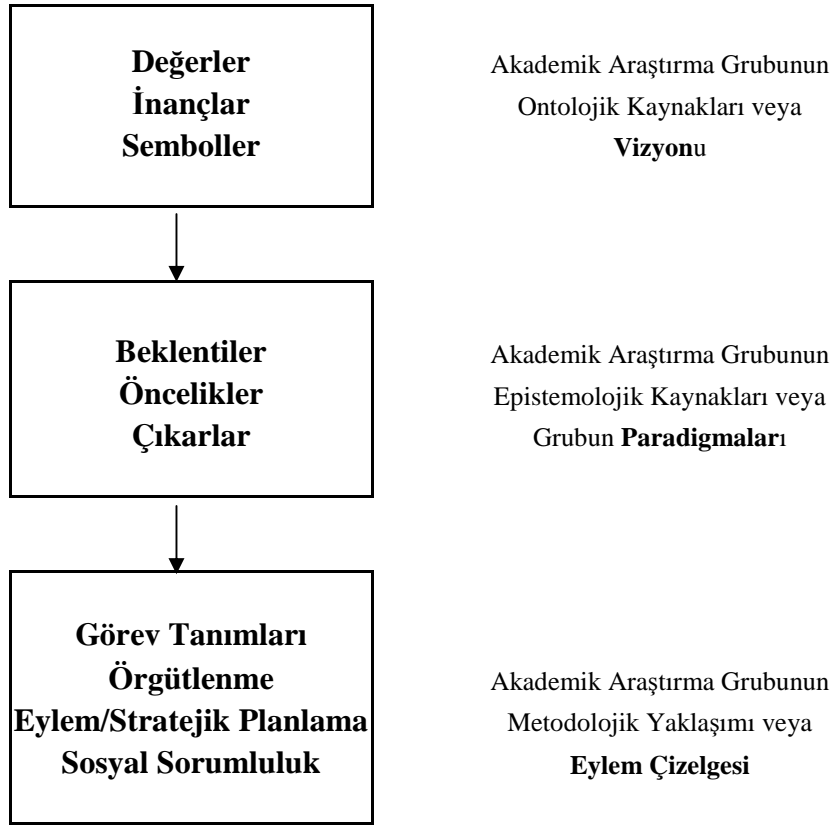 Değerler
İnançlar
Semboller
Akademik Araştırma Grubunun
Ontolojik Kaynakları veya
Vizyonu
Beklentiler
Öncelikler
Çıkarlar
Akademik Araştırma Grubunun
Epistemolojik Kaynakları veya
Grubun Paradigmaları
Görev Tanımları
Örgütlenme
Eylem/Stratejik Planlama
Sosyal Sorumluluk
Akademik Araştırma Grubunun
Metodolojik Yaklaşımı veya
Eylem Çizelgesi